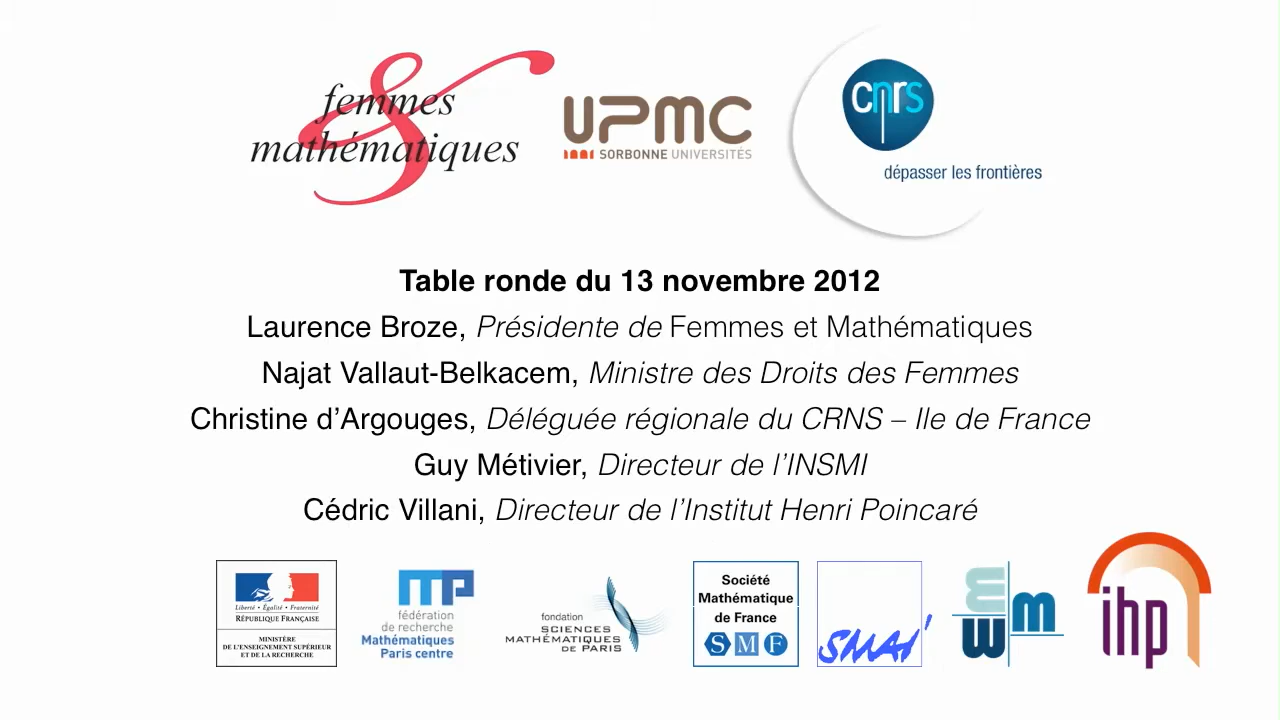 femmes
&
mathématiques
UPMC
SORBONNE UNIVERSITÉS
cnrs
dépasser les frontières
Table ronde du 13 novembre 2012
Laurence Broze, Présidente de Femmes et Mathématiques
Najat Vallaut-Belkacem, Ministre des Droits des Femmes
Christine d’Argouges, Déléguée régionale du CRNS – Ile de France
Guy Métivier, Directeur de l’INSMI
Cédric Villani, Directeur de l’Institut Henri Poincaré
Liberté • Égalité • Fraternité
RÉPUBLIQUE FRANÇAISE
MINISTÈRE
DE L'ENSEIGNEMENT SUPÉRIEUR
ET DE LA RECHERCHE
mp
fédération
de recherche
Mathématiques
Paris centre
fondation
SCIENCES
MATHÉMATIQUES
DE PARIS
Société
Mathématique
de France
S M F
SMAI
E
W m
ihp